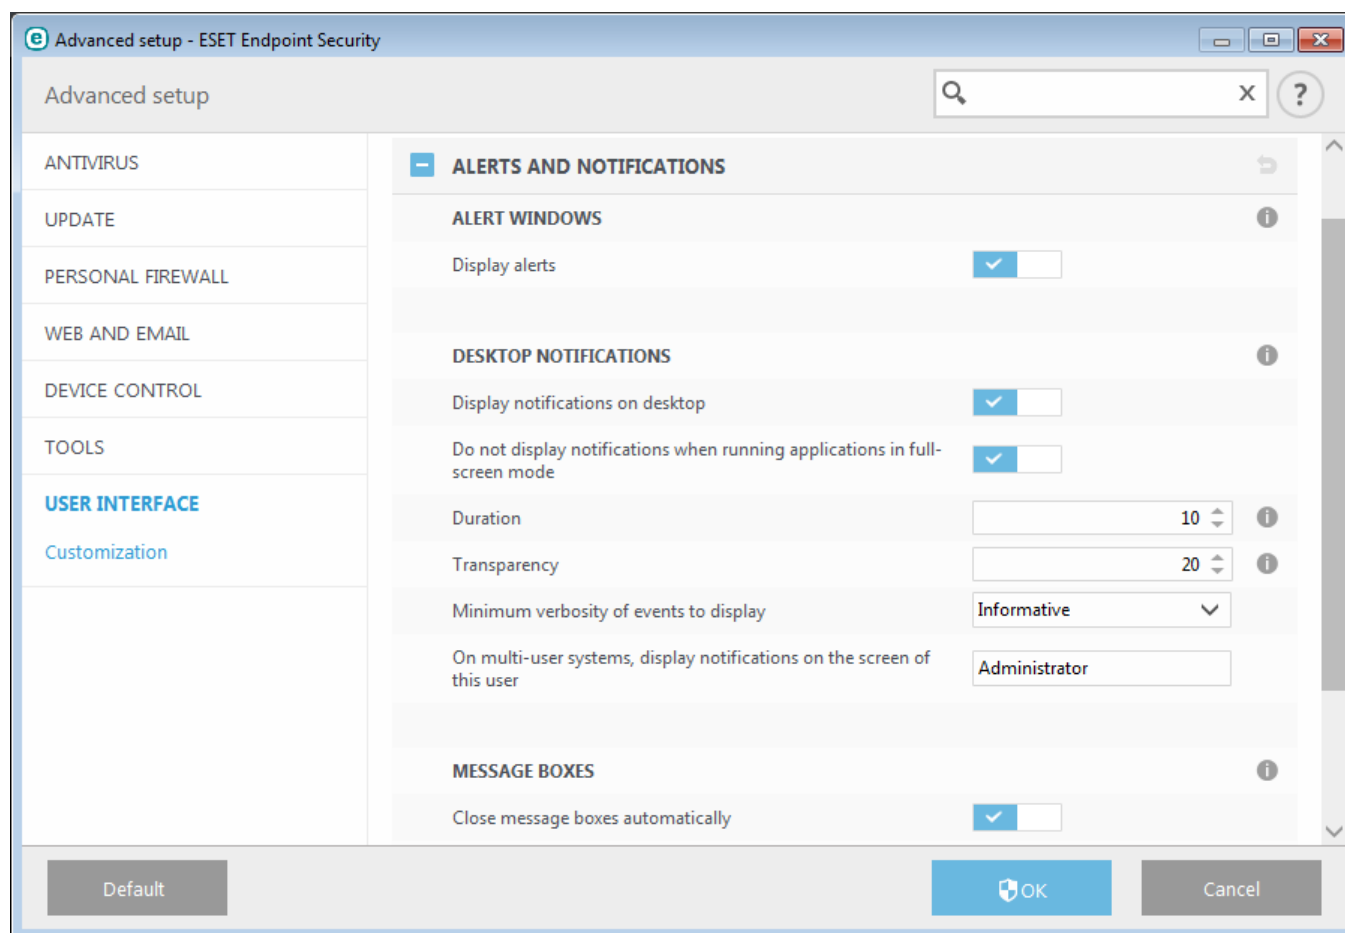 Advanced setup - ESET Endpoint Security
Advanced setup
X
?
ANTIVIRUS
UPDATE
PERSONAL FIREWALL
WEB AND EMAIL
DEVICE CONTROL
TOOLS
USER INTERFACE
Customization
ALERTS AND NOTIFICATIONS
ALERT WINDOWS
Display alerts
DESKTOP NOTIFICATIONS
Display notifications on desktop
Do not display notifications when running applications in full-
screen mode
Duration
10
Transparency
20
Minimum verbosity of events to display
Informative
On multi-user systems, display notifications on the screen of
this user
Administrator
MESSAGE BOXES
Close message boxes automatically
Default
OK
Cancel